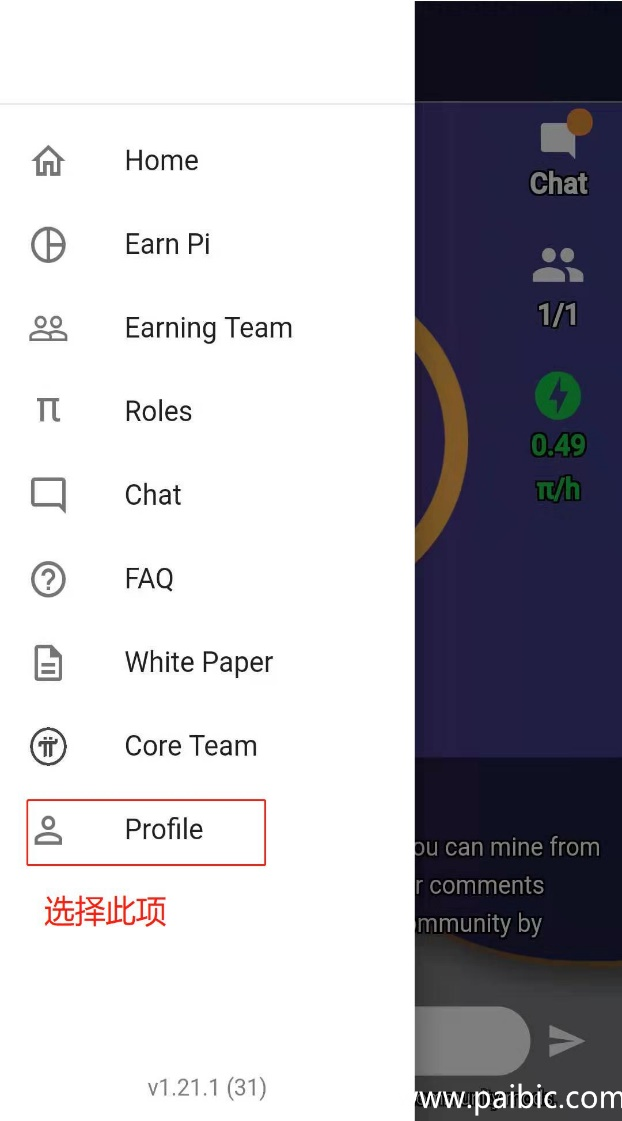 Home
Earn Pi
Earning Team
π
Roles
Chat
FAQ
White Paper
Core Team
Profile
选择此项
v1.21.1 (31)
Chat
1/1
0.49
π/h
ou can mine from
r comments
ommunity by
www.paibic.com